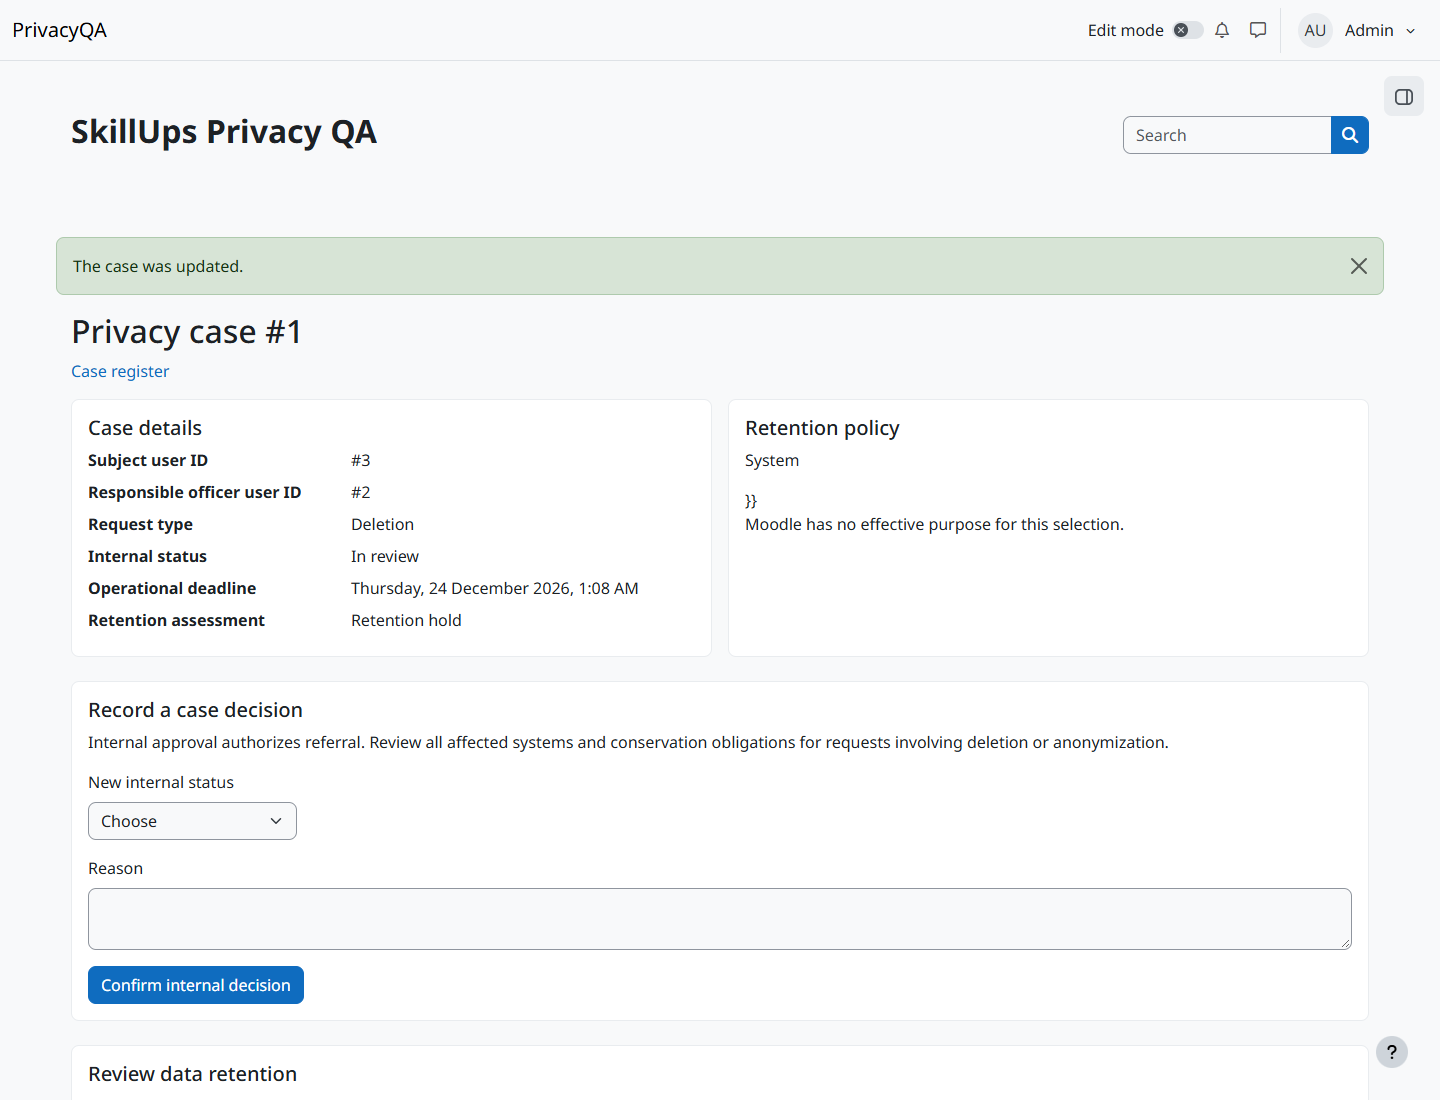 PrivacyQA
Edit mode
AU
Admin
SkillUps Privacy QA
Search
The case was updated.
Privacy case #1
Case register
Case details
Subject user ID #3
Responsible officer user ID #2
Request type Deletion
Internal status In review
Operational deadline Thursday, 24 December 2026, 1:08 AM
Retention assessment Retention hold
Retention policy
System
}}
Moodle has no effective purpose for this selection.
Record a case decision
Internal approval authorizes referral. Review all affected systems and conservation obligations for requests involving deletion or anonymization.
New internal status
Choose
Reason
Confirm internal decision
?
Review data retention